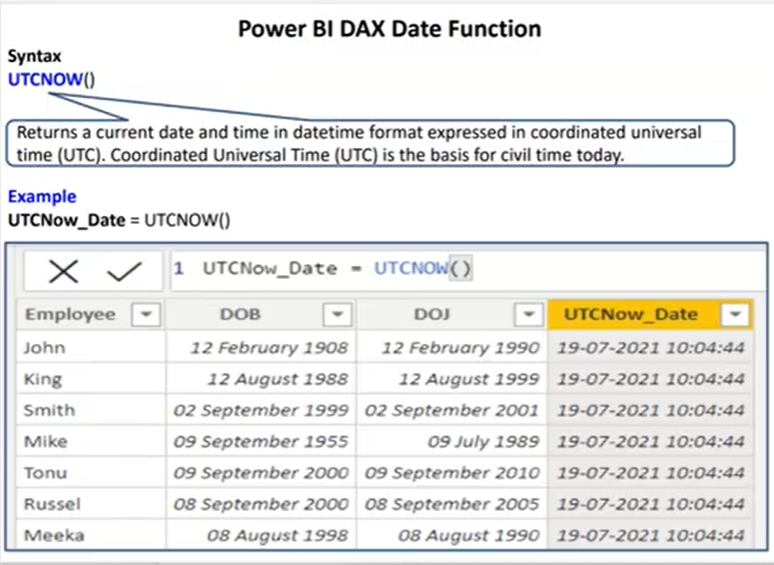 Power BI DAX Date Function
Syntax
UTCNOW()
Returns a current date and time in datetime format expressed in coordinated universal
time (UTC). Coordinated Universal Time (UTC) is the basis for civil time today.
Example
UTCNow_Date = UTCNOW()
1 UTCNow_Date = UTCNOW()
Employee DOB DOJ UTCNow_Date
John 12 February 1908 12 February 1990 19-07-2021 10:04:44
King 12 August 1988 12 August 1999 19-07-2021 10:04:44
Smith 02 September 1999 02 September 2001 19-07-2021 10:04:44
Mike 09 September 1955 09 July 1989 19-07-2021 10:04:44
Tonu 09 September 2000 09 September 2010 19-07-2021 10:04:44
Russel 08 September 2000 08 September 2005 19-07-2021 10:04:44
Meeka 08 August 1998 08 August 1990 19-07-2021 10:04:44